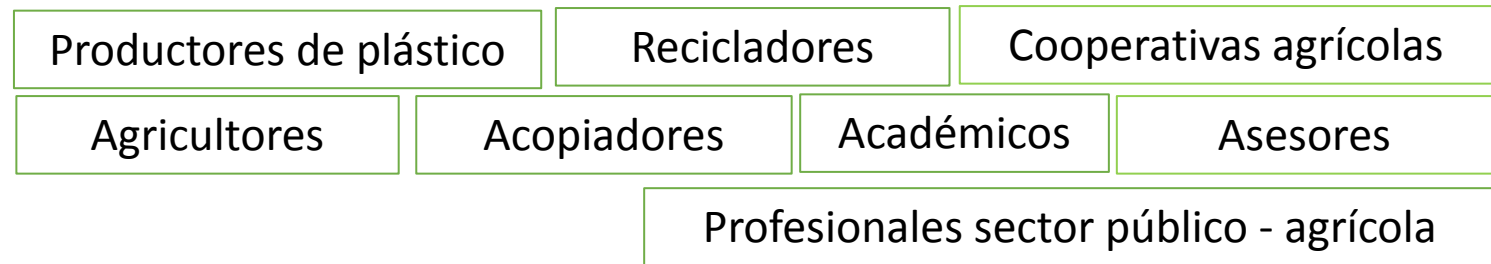 Productores de plástico
Recicladores
Cooperativas agrícolas
Agricultores
Acopiadores
Académicos
Asesores
Profesionales sector público - agrícola